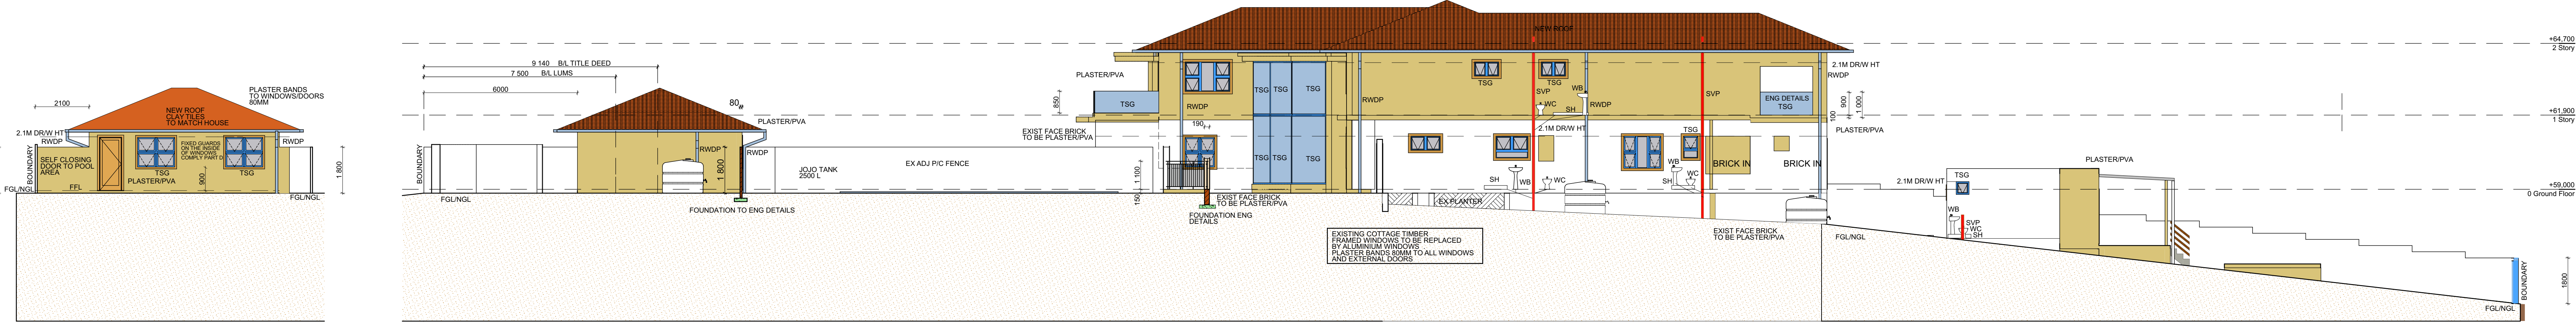 2100
2.1M DR/W HT
RWDP
BOUNDARY
FGL/NGL
SELF CLOSING
DOOR TO POOL
AREA
FFL
NEW ROOF
CLAY TILES
TO MATCH HOUSE
PLASTER BANDS
TO WINDOWS/DOORS
80MM
FIXED GUARDS
ON THE INSIDE
OF WINDOWS
COMPLY PART D
TSG
PLASTER/PVA
900
TSG
RWDP
FGL/NGL
1 800
9 140 B/L TITLE DEED
7 500 B/L LUMS
6000
BOUNDARY
FGL/NGL
80
PLASTER/PVA
RWDP
RWDP
1 800
FOUNDATION TO ENG DETAILS
JOJO TANK
2500 L
EX ADJ P/C FENCE
PLASTER/PVA
850
TSG
EXIST FACE BRICK
TO BE PLASTER/PVA
1 100
150
190
RWDP
TSG
TSG
TSG
TSG
TSG
TSG
TSG
TSG
TSG
EXIST FACE BRICK
TO BE PLASTER/PVA
FOUNDATION ENG
DETAILS
RWDP
EX PLANTER
EXISTING COTTAGE TIMBER
FRAMED WINDOWS TO BE REPLACED
BY ALUMINIUM WINDOWS
PLASTER BANDS 80MM TO ALL WINDOWS
AND EXTERNAL DOORS
NEW ROOF
TSG
TSG
SVP
WB
WC
SH
RWDP
2.1M DR/W HT
SH
WB
WC
TSG
WB
WC
SH
SVP
BRICK IN
BRICK IN
ENG DETAILS
TSG
2.1M DR/W HT
RWDP
900
1 000
100
PLASTER/PVA
EXIST FACE BRICK
TO BE PLASTER/PVA
FGL/NGL
2.1M DR/W HT
TSG
WB
SVP
WC
SH
PLASTER/PVA
+64,700
2 Story
+61,900
1 Story
+59,000
0 Ground Floor
BOUNDARY
1800
FGL/NGL